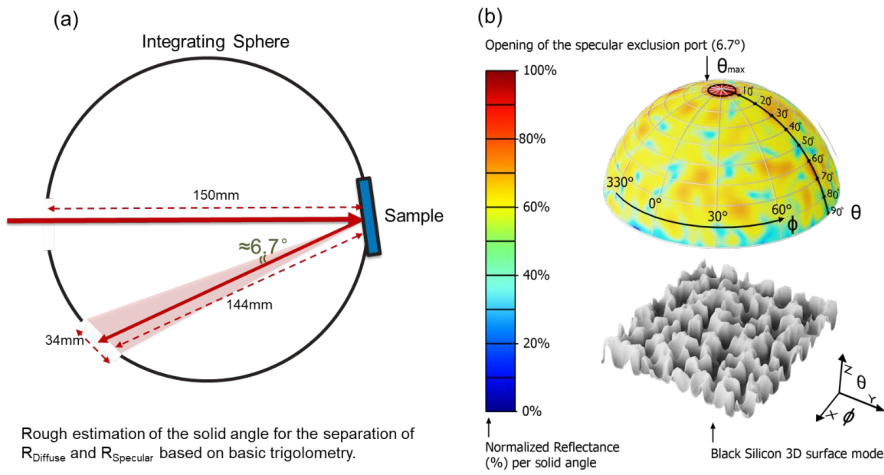 (a)
Integrating Sphere
150mm
Sample
≈6.7°
144mm
34mm
Rough estimation of the solid angle for the separation of
R_Diffuse and R_Specular based on basic trigolometry.
(b)
Opening of the specular exclusion port (6.7°)
θmax
100%
80%
60%
40%
20%
0%
10°
20°
30°
40°
50°
60°
70°
80°
90°
θ
330°
0°
30°
60°
ϕ
Z
θ
Y
X
ϕ
Normalized Reflectance
(%) per solid angle
Black Silicon 3D surface mode